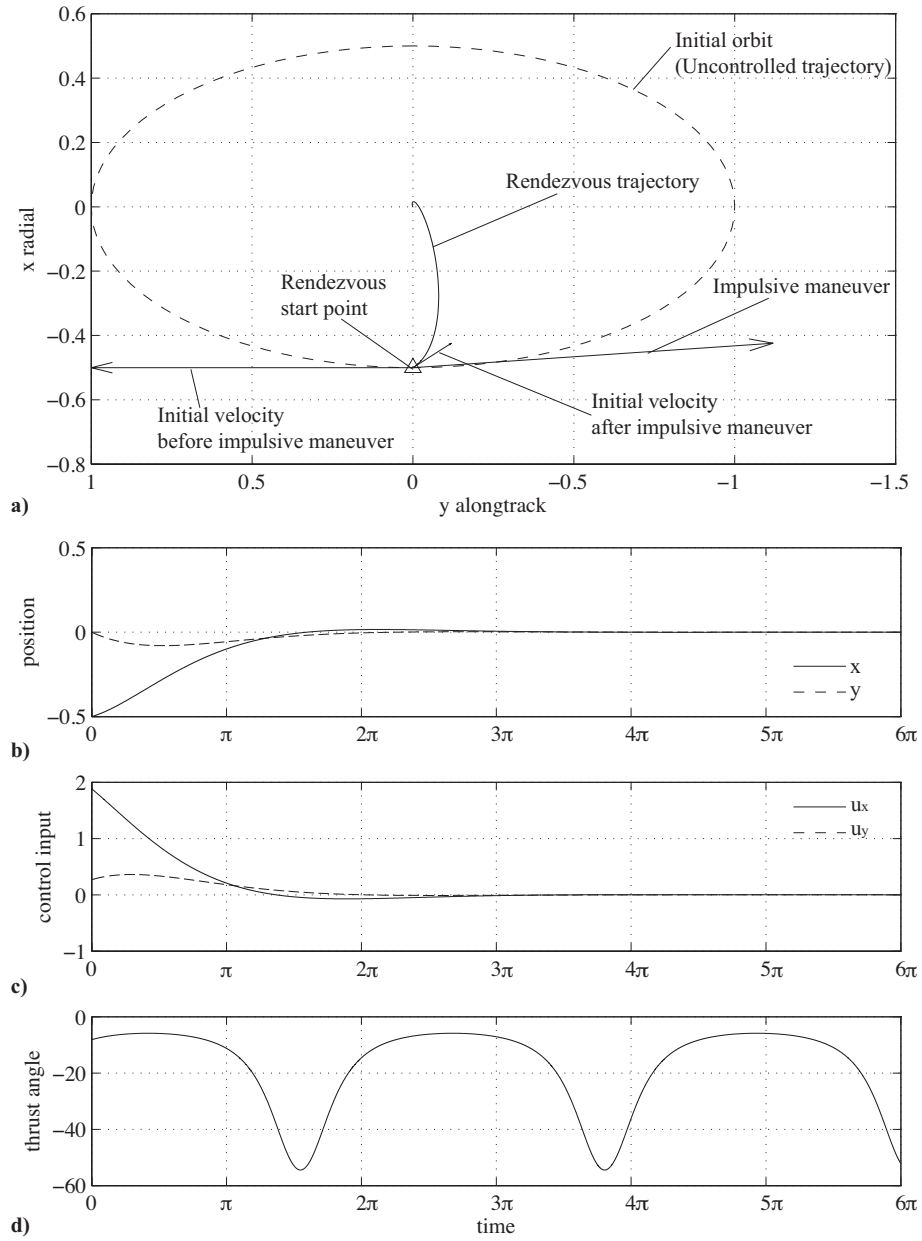 0.6
Initial orbit
(Uncontrolled trajectory)
0.4
0.2
Rendezvous trajectory
0
x radial
−0.2
Rendezvous
start point
Impulsive maneuver
−0.4
−0.6
Initial velocity
before impulsive maneuver
Initial velocity
after impulsive maneuver
−0.8
1 0.5 0 −0.5 −1 −1.5
a)
y alongtrack
0.5
position
0
x
y
−0.5
0 π 2π 3π 4π 5π 6π
b)
2
ux
uy
control input
1
0
−1
0 π 2π 3π 4π 5π 6π
c)
0
thrust angle
−20
−40
−60
0 π 2π 3π 4π 5π 6π
d)
time